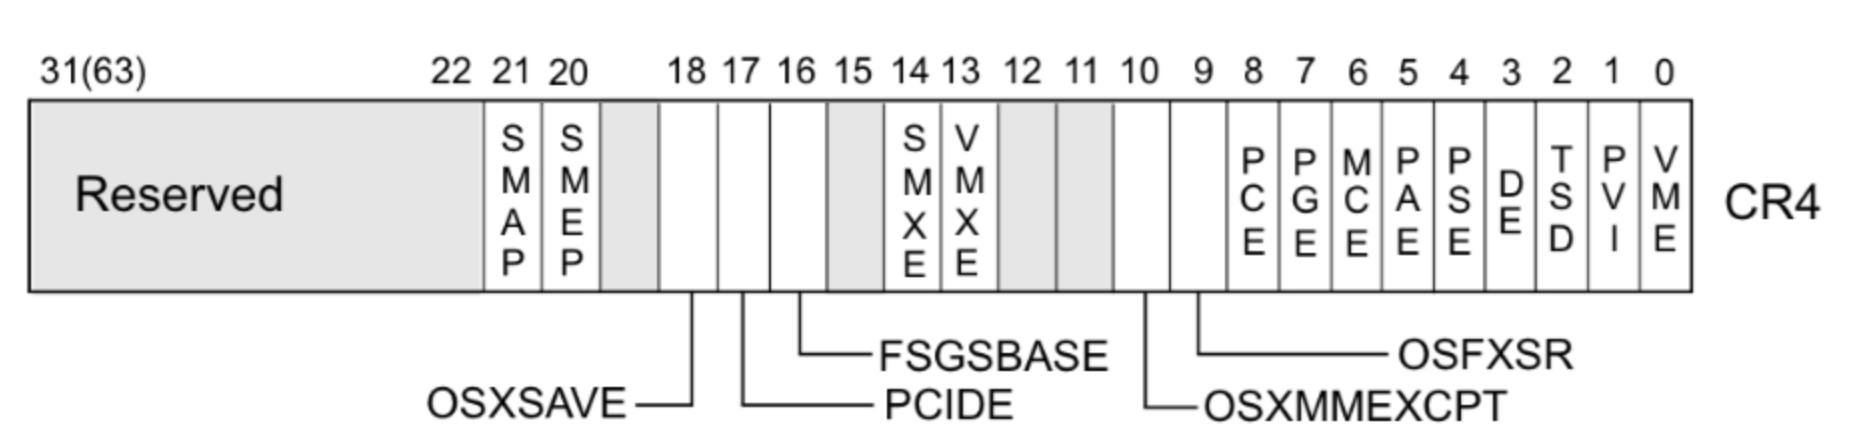 31(63) 22 21 20 18 17 16 15 14 13 12 11 10 9 8 7 6 5 4 3 2 1 0
Reserved SMAP SMEP SMXE VMXE PCE PGE MCE PAE PSE DE TSD PVI VME CR4
FSGSBASE OSFXSR
OSXSAVE PCIDE OSXMMEXCPT